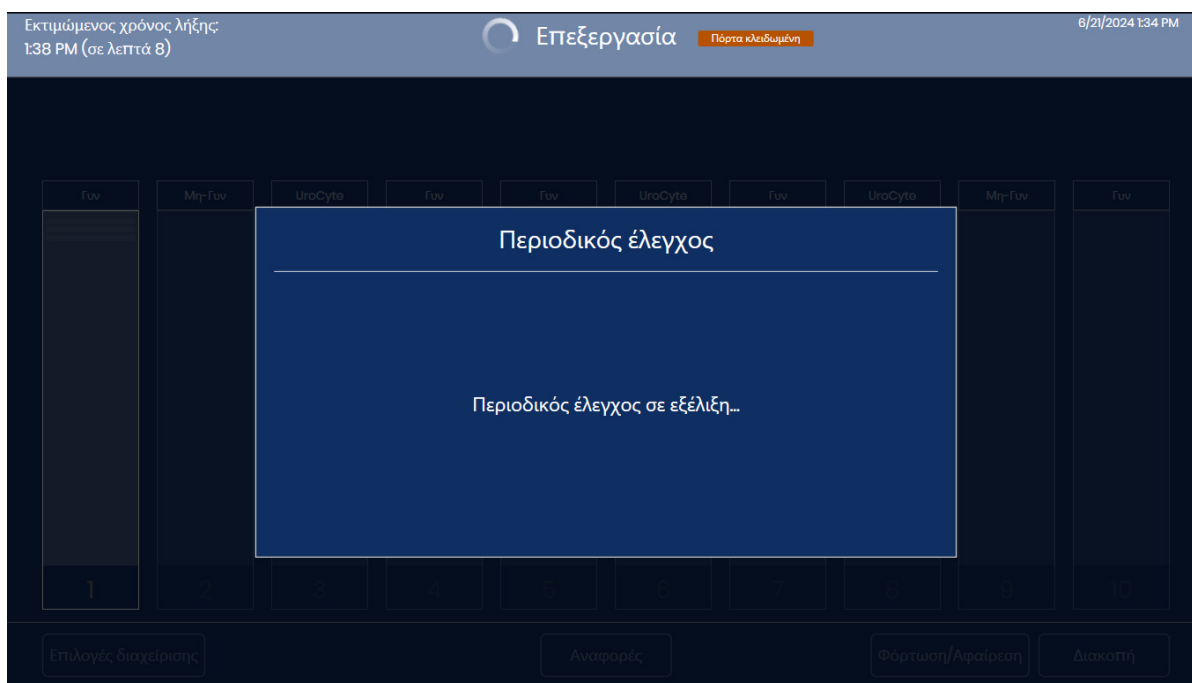 Εκτιμώμενος χρόνος λήξης:
1:38 PM (σε λεπτά 8)
Επεξεργασία
Πόρτα κλειδωμένη
6/21/2024 1:34 PM
Γυν Μη-Γυν UroCyte Γυν Γυν UroCyte Γυν UroCyte Μη-Γυν Γυν
Περιοδικός έλεγχος
Περιοδικός έλεγχος σε εξέλιξη...
1 2 3 4 5 6 7 8 9 10
Επιλογές διαχείρισης Αναφορές Φόρτωση/Αφαίρεση Διακοπή